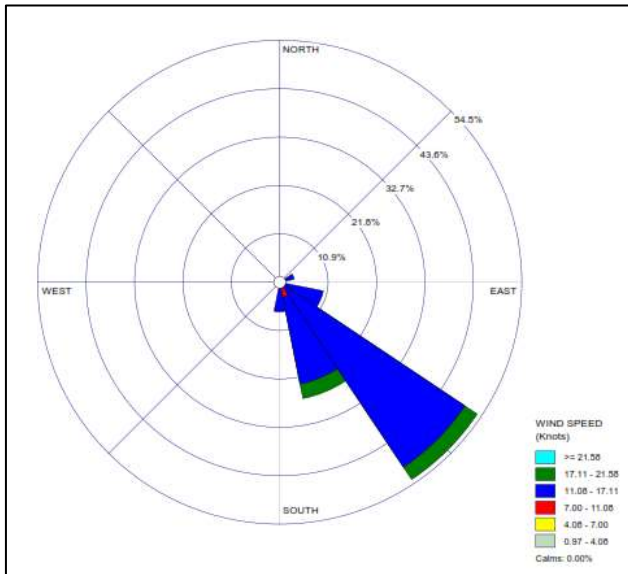 NORTH
54.5%
43.6%
32.7%
21.8%
10.9%
WEST
EAST
SOUTH
WIND SPEED
(Knots)
>= 21.58
17.11 - 21.58
11.08 - 17.11
7.00 - 11.08
4.08 - 7.00
0.97 - 4.08
Calms: 0.00%